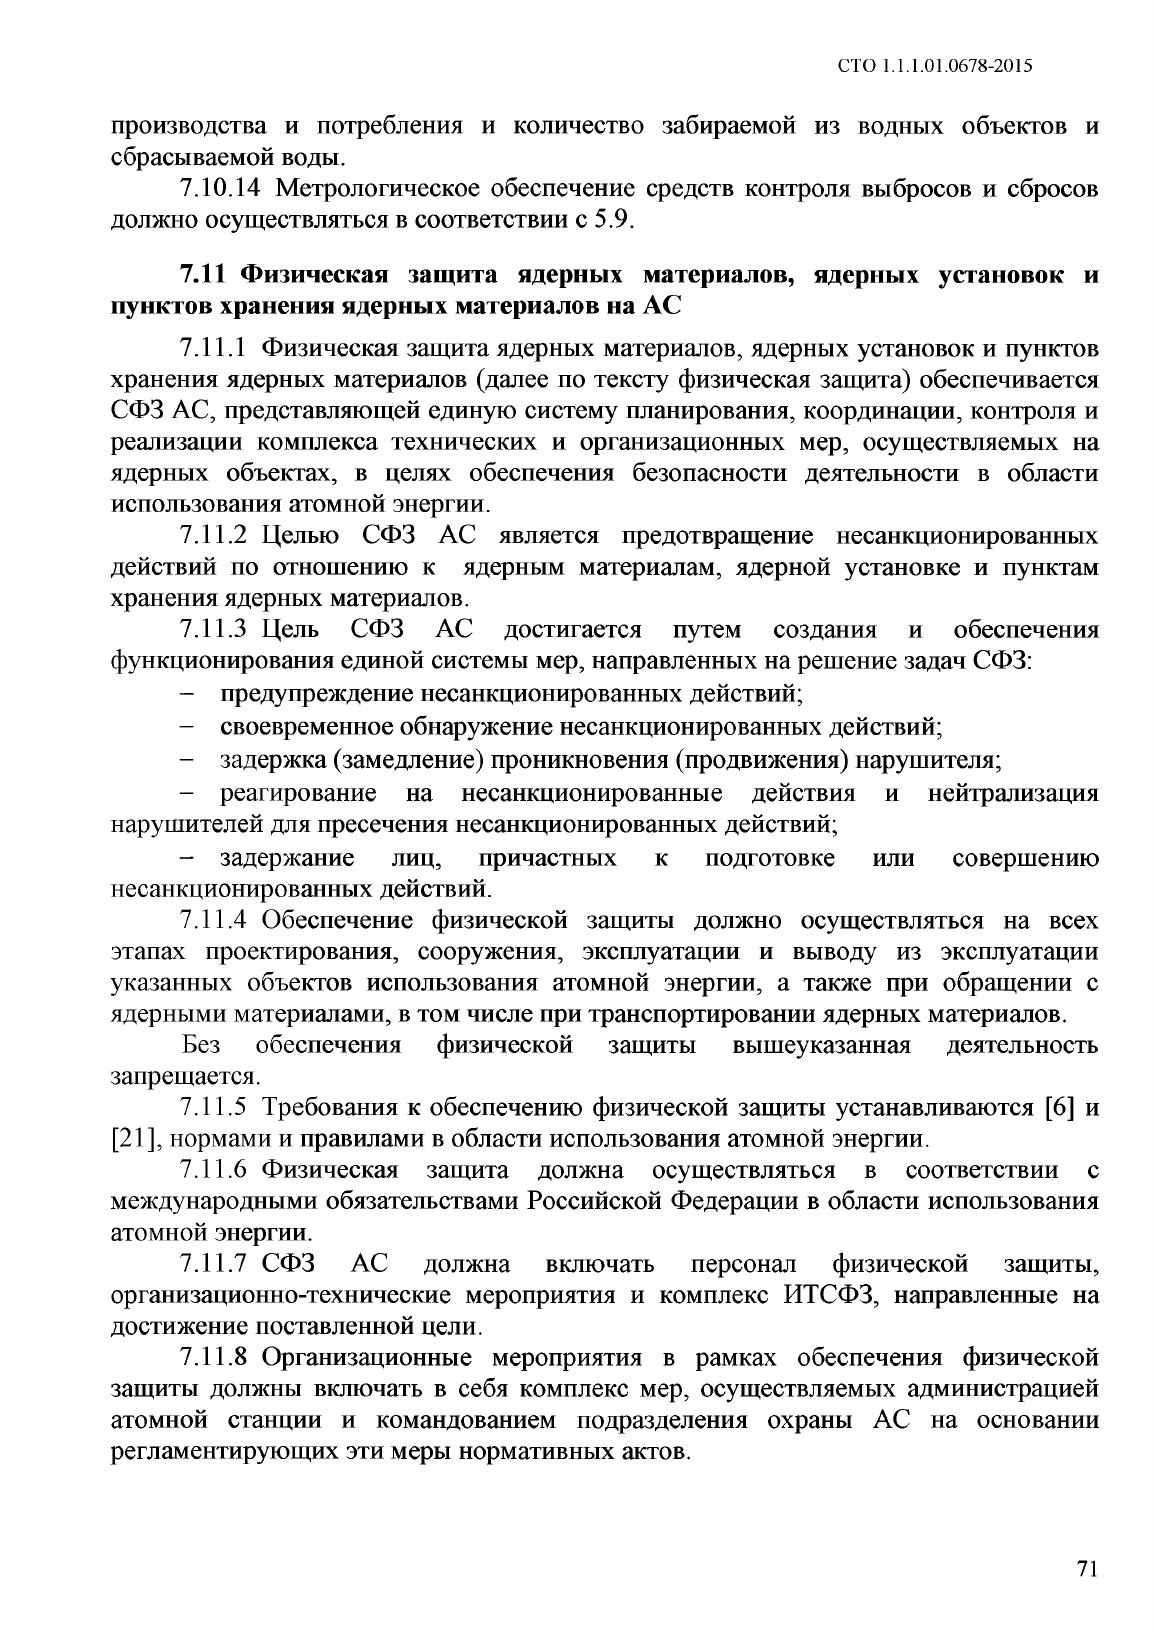 СТО 1.1.1.01.0678-2015
производства и потребления и количество забираемой из водных объектов и
сбрасываемой воды.
7.10.14 Метрологическое обеспечение средств контроля выбросов и сбросов
должно осуществляться в соответствии с 5.9.
7.11 Физическая защита ядерных материалов, ядерных установок и
пунктов хранения ядерных материалов на АС
7.11.1 Физическая защита ядерных материалов, ядерных установок и пунктов
хранения ядерных материалов (далее по тексту физическая защита) обеспечивается
СФЗ АС, представляющей единую систему планирования, координации, контроля и
реализации комплекса технических и организационных мер, осуществляемых на
ядерных объектах, в целях обеспечения безопасности деятельности в области
использования атомной энергии.
7.11.2 Целью СФЗ АС является предотвращение несанкционированных
действий по отношению к ядерным материалам, ядерной установке и пунктам
хранения ядерных материалов.
7.11.3 Цель СФЗ АС достигается путем создания и обеспечения
функционирования единой системы мер, направленных на решение задач СФЗ:
– предупреждение несанкционированных действий;
– своевременное обнаружение несанкционированных действий;
– задержка (замедление) проникновения (продвижения) нарушителя;
– реагирование на несанкционированные действия и нейтрализация
нарушителей для пресечения несанкционированных действий;
– задержание лиц, причастных к подготовке или совершению
несанкционированных действий.
7.11.4 Обеспечение физической защиты должно осуществляться на всех
этапах проектирования, сооружения, эксплуатации и выводу из эксплуатации
указанных объектов использования атомной энергии, а также при обращении с
ядерными материалами, в том числе при транспортировании ядерных материалов.
Без обеспечения физической защиты вышеуказанная деятельность
запрещается.
7.11.5 Требования к обеспечению физической защиты устанавливаются [6] и
[21], нормами и правилами в области использования атомной энергии.
7.11.6 Физическая защита должна осуществляться в соответствии с
международными обязательствами Российской Федерации в области использования
атомной энергии.
7.11.7 СФЗ АС должна включать персонал физической защиты,
организационно-технические мероприятия и комплекс ИТСФЗ, направленные на
достижение поставленной цели.
7.11.8 Организационные мероприятия в рамках обеспечения физической
защиты должны включать в себя комплекс мер, осуществляемых администрацией
атомной станции и командованием подразделения охраны АС на основании
регламентирующих эти меры нормативных актов.
71